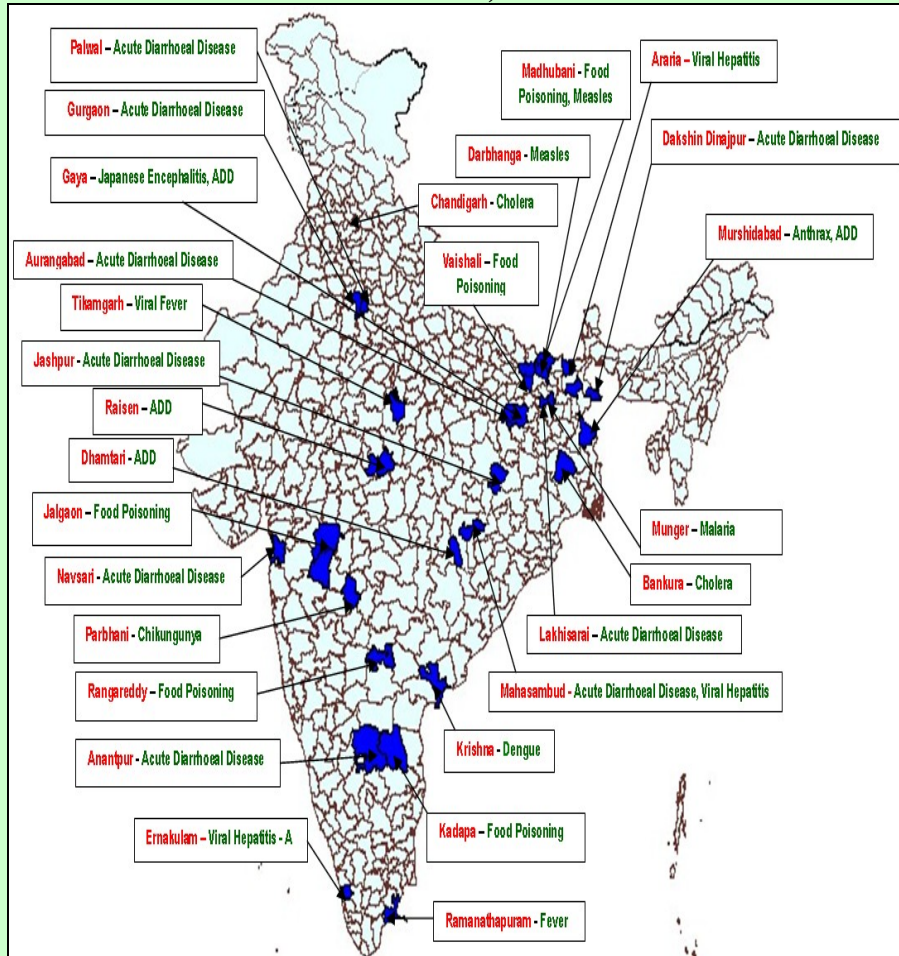 Palwal – Acute Diarrhoeal Disease
Gurgaon – Acute Diarrhoeal Disease
Gaya – Japanese Encephalitis, ADD
Aurangabad – Acute Diarrhoeal Disease
Tikamgarh – Viral Fever
Jashpur - Acute Diarrhoeal Disease
Raisen – ADD
Dhamtari – ADD
Jalgaon – Food Poisoning
Navsari - Acute Diarrhoeal Disease
Parbhani - Chikungunya
Rangareddy – Food Poisoning
Anantpur - Acute Diarrhoeal Disease
Ernakulam – Viral Hepatitis - A
Madhubani - Food
Poisoning, Measles
Darbhanga - Measles
Chandigarh - Cholera
Vaishali – Food
Poisoning
Araria – Viral Hepatitis
Dakshin Dinajpur – Acute Diarrhoeal Disease
Murshidabad – Anthrax, ADD
Munger – Malaria
Bankura – Cholera
Lakhisarai – Acute Diarrhoeal Disease
Mahasambud - Acute Diarrhoeal Disease, Viral Hepatitis
Krishna - Dengue
Kadapa – Food Poisoning
Ramanathapuram - Fever